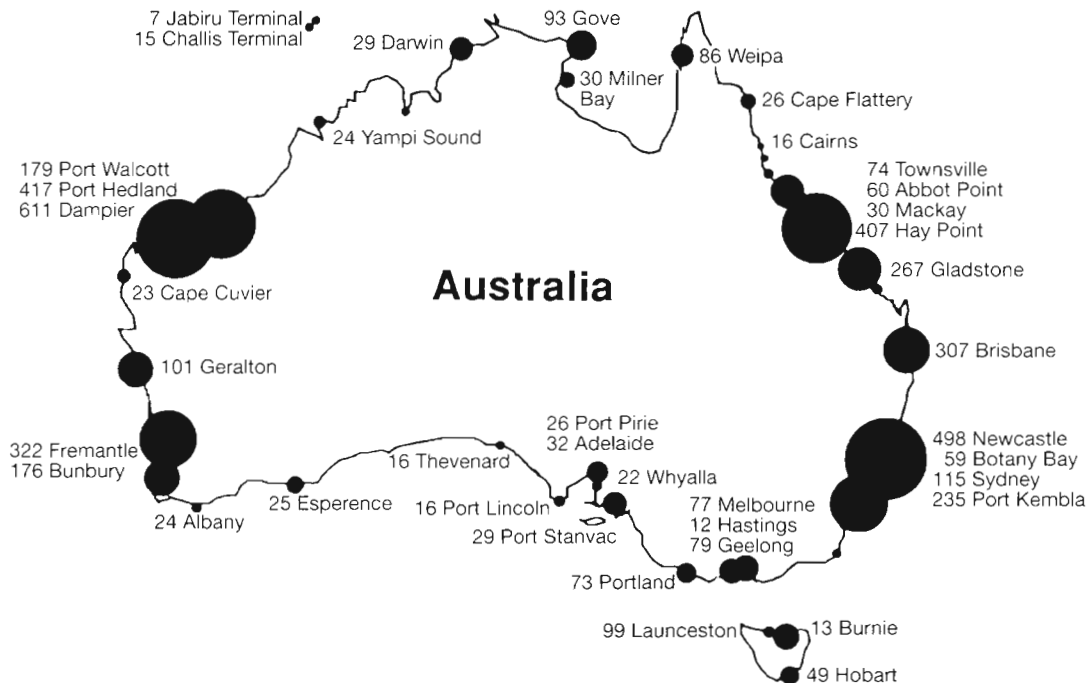 7 Jabiru Terminal
15 Challis Terminal
29 Darwin
93 Gove
30 Milner
Bay
86 Weipa
26 Cape Flattery
24 Yampi Sound
16 Cairns
179 Port Walcott
417 Port Hedland
611 Dampier
74 Townsville
60 Abbot Point
30 Mackay
407 Hay Point
23 Cape Cuvier
Australia
267 Gladstone
101 Geralton
307 Brisbane
322 Fremantle
176 Bunbury
24 Albany
25 Esperence
16 Thevenard
26 Port Pirie
32 Adelaide
22 Whyalla
16 Port Lincoln
29 Port Stanvac
77 Melbourne
12 Hastings
79 Geelong
498 Newcastle
59 Botany Bay
115 Sydney
235 Port Kembla
73 Portland
99 Launceston
13 Burnie
49 Hobart